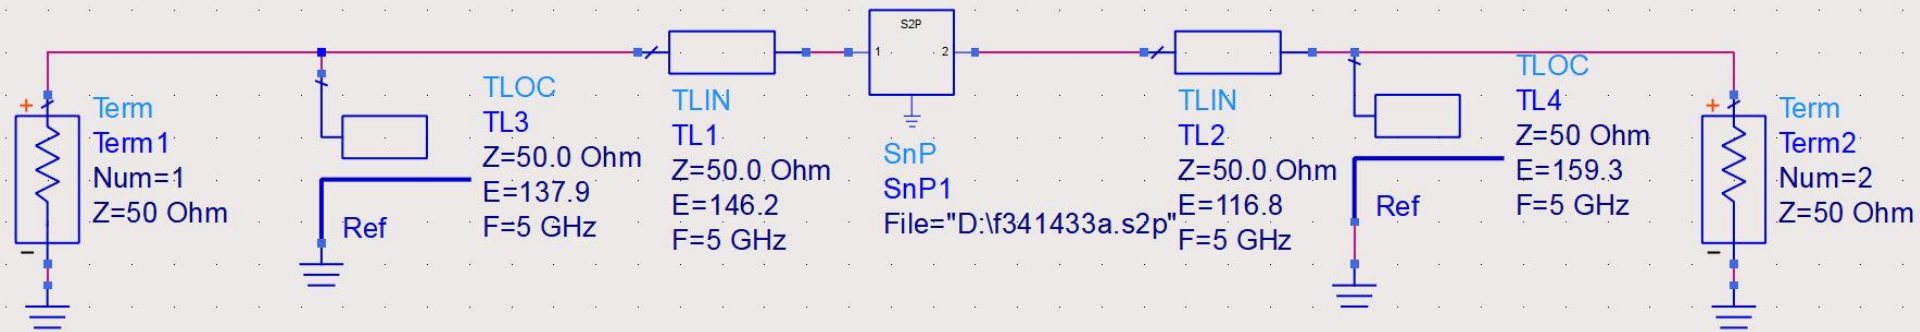 +
Term
Term1
Num=1
Z=50 Ohm
−
Ref
TLOC
TL3
Z=50.0 Ohm
E=137.9
F=5 GHz
TLIN
TL1
Z=50.0 Ohm
E=146.2
F=5 GHz
S2P
1
2
SnP
SnP1
File="D:\f341433a.s2p"
TLIN
TL2
Z=50.0 Ohm
E=116.8
F=5 GHz
Ref
TLOC
TL4
Z=50 Ohm
E=159.3
F=5 GHz
+
Term
Term2
Num=2
Z=50 Ohm
−